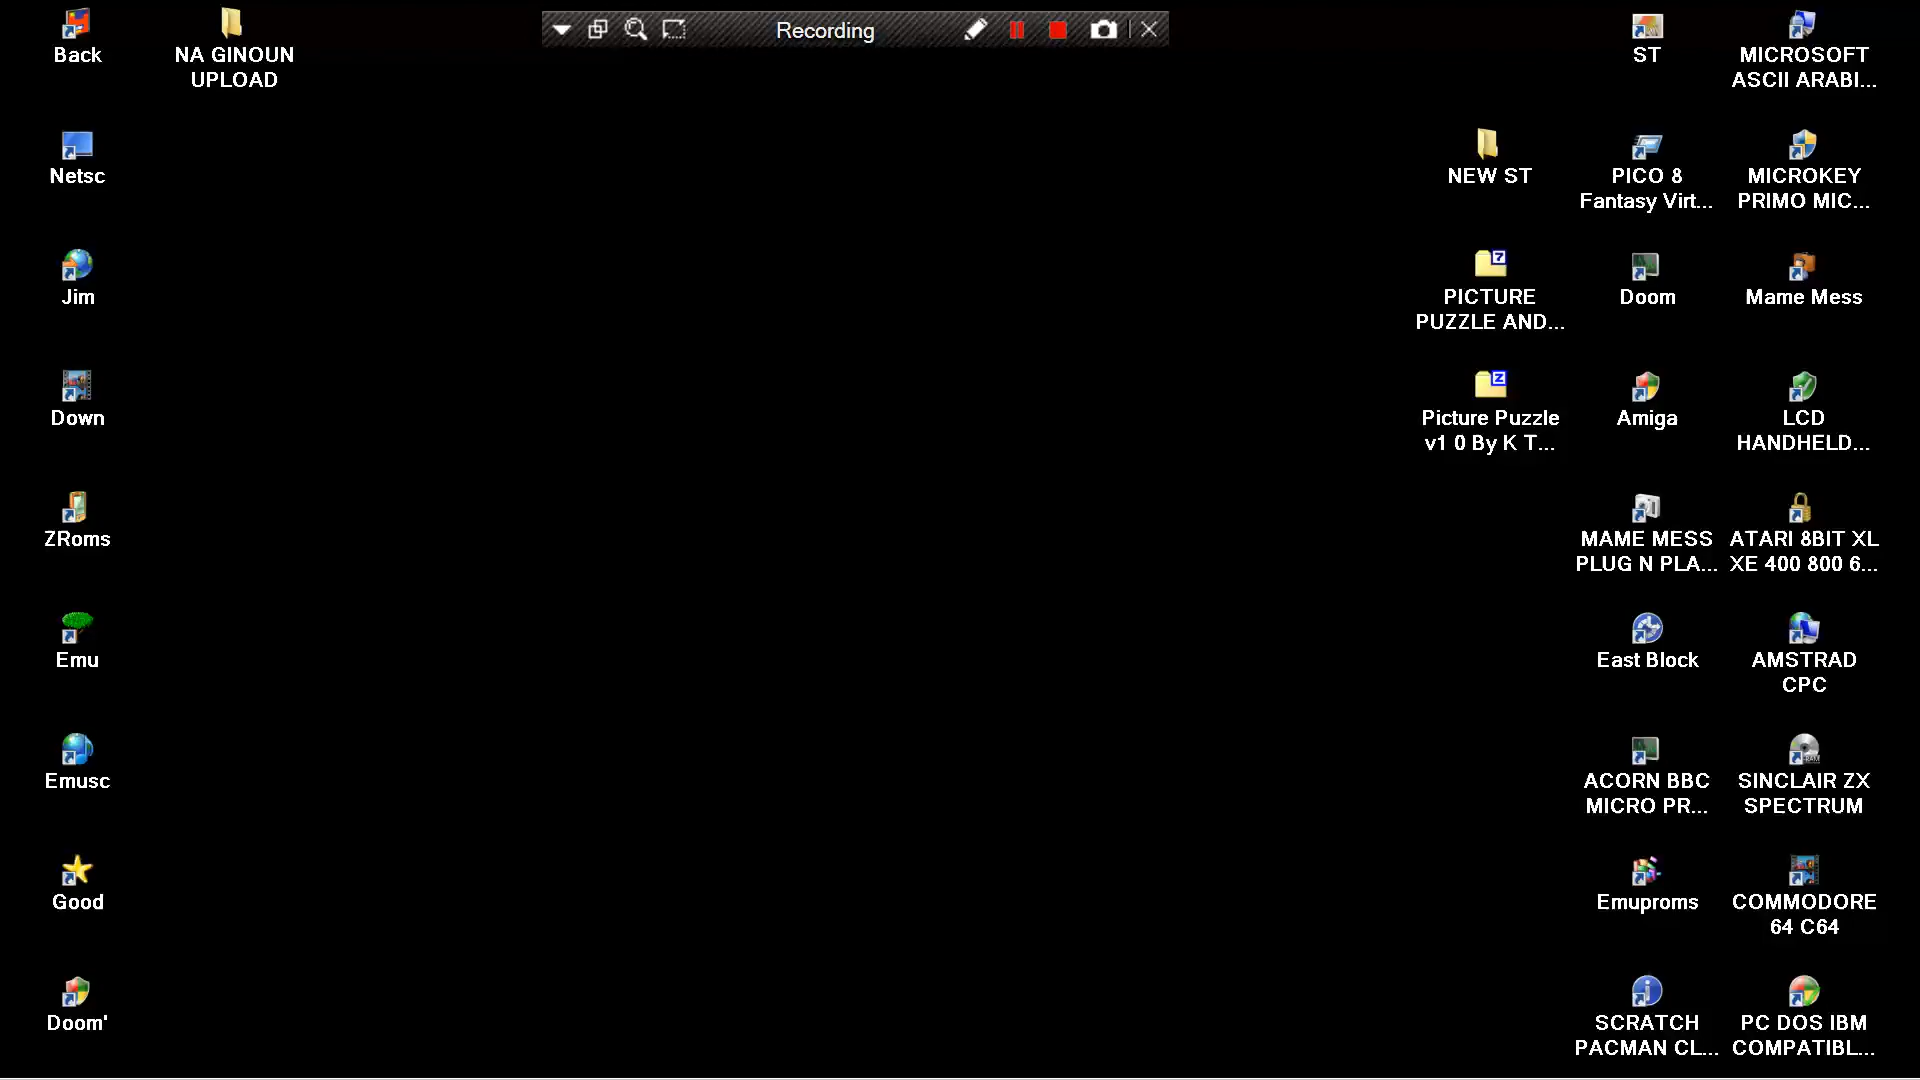 Back
NA GINOUN
UPLOAD
Recording
ST
MICROSOFT
ASCII ARABI...
Netsc
NEW ST
PICO 8
Fantasy Virt...
MICROKEY
PRIMO MIC...
Jim
PICTURE
PUZZLE AND...
Doom
Mame Mess
Down
Picture Puzzle
v1 0 By K T...
Amiga
LCD
HANDHELD...
ZRoms
MAME MESS
PLUG N PLA...
ATARI 8BIT XL
XE 400 800 6...
Emu
East Block
AMSTRAD
CPC
Emusc
ACORN BBC
MICRO PR...
SINCLAIR ZX
SPECTRUM
Good
Emuproms
COMMODORE
64 C64
Doom'
SCRATCH
PACMAN CL...
PC DOS IBM
COMPATIBL...